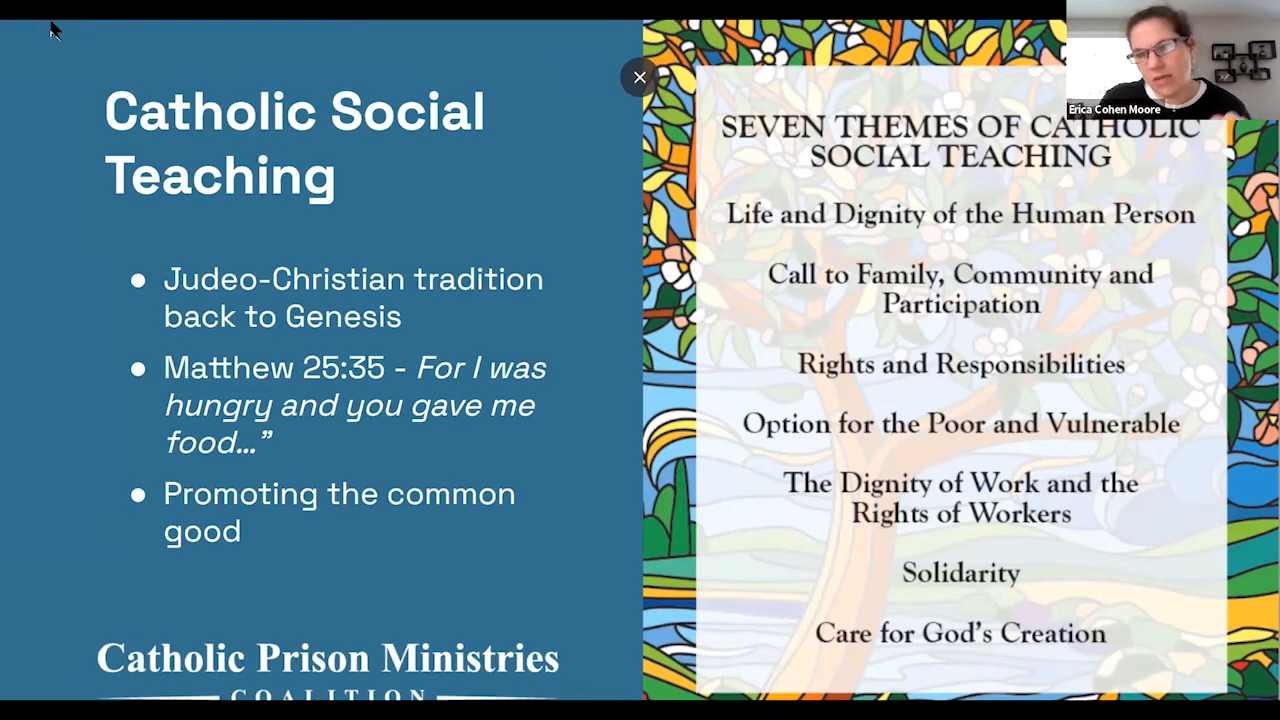 Catholic Social
Teaching
● Judeo-Christian tradition
back to Genesis
● Matthew 25:35 - For I was
hungry and you gave me
food…”
● Promoting the common
good
Catholic Prison Ministries
COALITION
Erica Cohen Moore
SEVEN THEMES OF CATHOLIC
SOCIAL TEACHING
Life and Dignity of the Human Person
Call to Family, Community and
Participation
Rights and Responsibilities
Option for the Poor and Vulnerable
The Dignity of Work and the
Rights of Workers
Solidarity
Care for God’s Creation